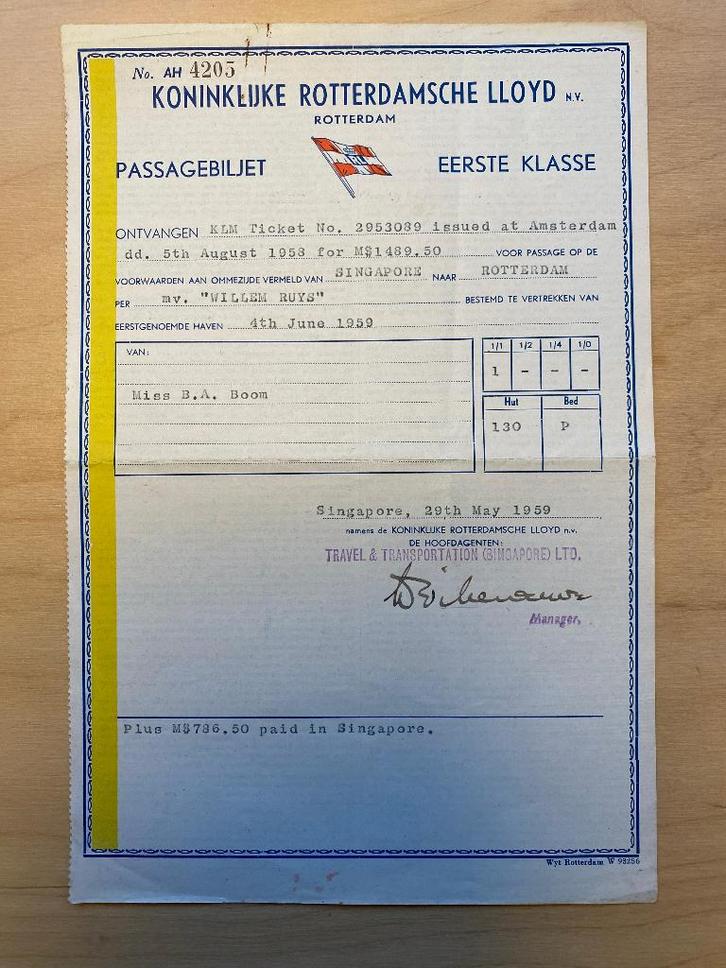 No. AH 4205
KONINKLIJKE ROTTERDAMSCHE LLOYD N.V.
ROTTERDAM
PASSAGEBILJET EERSTE KLASSE
ONTVANGEN KLM Ticket No. 2953089 issued at Amsterdam
dd. 5th August 1958 for M$1489.50 VOOR PASSAGE OP DE
VOORWAARDEN AAN OMMEZIJDE VERMELD VAN SINGAPORE NAAR ROTTERDAM
PER mv. "WILLEM RUYS" BESTEMD TE VERTREKKEN VAN
EERSTGENOEMDE HAVEN 4th June 1959
VAN: 1/1 1/2 1/4 1/0
1 - - -
Miss B.A. Boom
Hut Bed
130 P
Singapore, 29th May 1959
namens de KONINKLIJKE ROTTERDAMSCHE LLOYD n.v.
DE HOOFDAGENTEN:
TRAVEL & TRANSPORTATION (SINGAPORE) LTD.
Manager,
Plus M$786.50 paid in Singapore.
Wyt Rotterdam W 98256